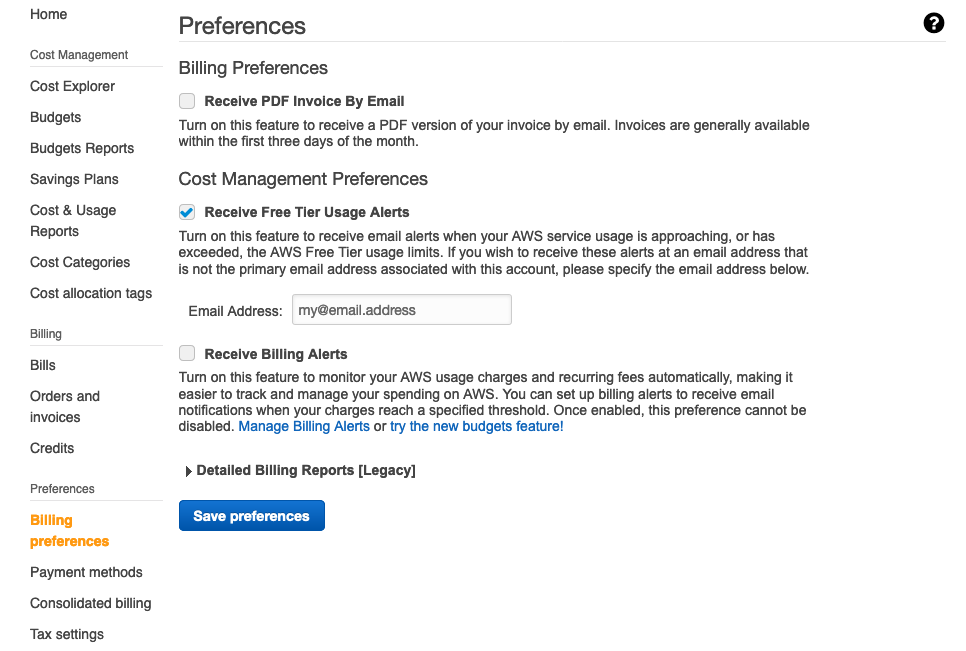 Home
Cost Management
Cost Explorer
Budgets
Budgets Reports
Savings Plans
Cost & Usage
Reports
Cost Categories
Cost allocation tags
Billing
Bills
Orders and
invoices
Credits
Preferences
Billing
preferences
Payment methods
Consolidated billing
Tax settings
Preferences
?
Billing Preferences
Receive PDF Invoice By Email
Turn on this feature to receive a PDF version of your invoice by email. Invoices are generally available
within the first three days of the month.
Cost Management Preferences
Receive Free Tier Usage Alerts
Turn on this feature to receive email alerts when your AWS service usage is approaching, or has
exceeded, the AWS Free Tier usage limits. If you wish to receive these alerts at an email address that
is not the primary email address associated with this account, please specify the email address below.
Email Address: my@email.address
Receive Billing Alerts
Turn on this feature to monitor your AWS usage charges and recurring fees automatically, making it
easier to track and manage your spending on AWS. You can set up billing alerts to receive email
notifications when your charges reach a specified threshold. Once enabled, this preference cannot be
disabled. Manage Billing Alerts or try the new budgets feature!
Detailed Billing Reports [Legacy]
Save preferences